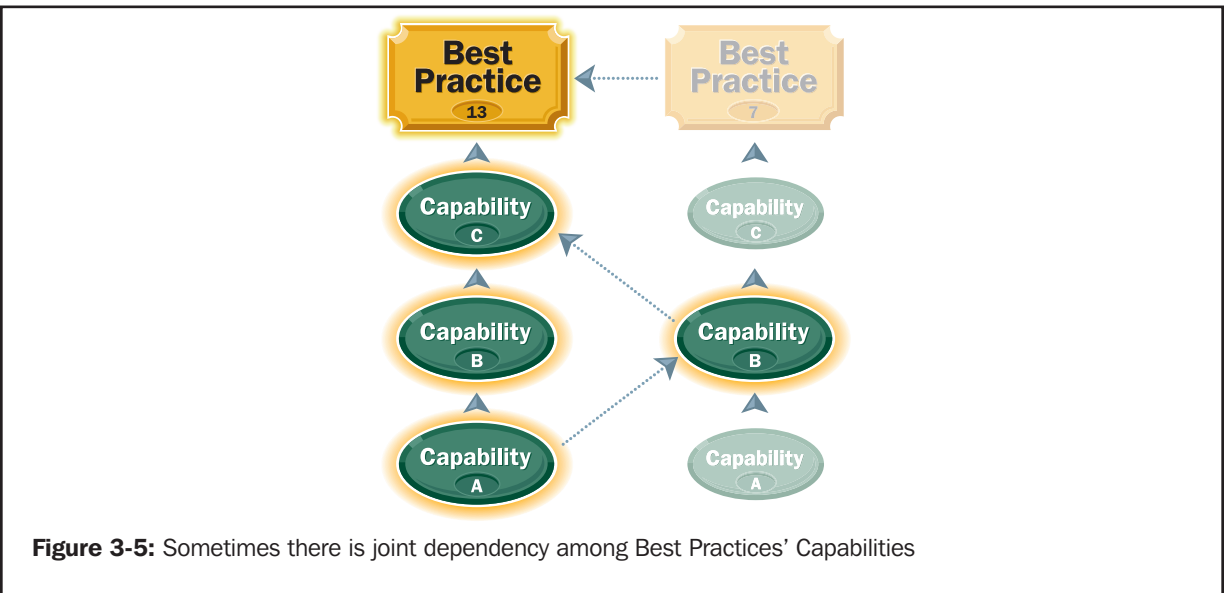 Best
Practice
13
Best
Practice
7
Capability
C
Capability
C
Capability
B
Capability
B
Capability
A
Capability
A
Figure 3-5: Sometimes there is joint dependency among Best Practices’ Capabilities